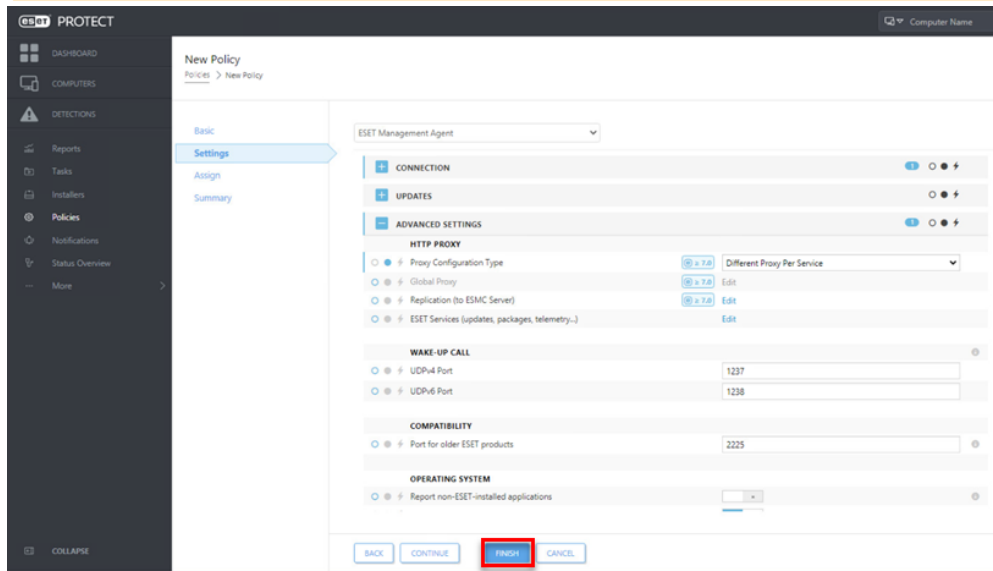 eset PROTECT
Computer Name
DASHBOARD
COMPUTERS
DETECTIONS
Reports
Tasks
Installers
Policies
Notifications
Status Overview
More
COLLAPSE
New Policy
Policies > New Policy
Basic
Settings
Assign
Summary
ESET Management Agent
CONNECTION 1
UPDATES
ADVANCED SETTINGS 1
HTTP PROXY
Proxy Configuration Type ≥ 7.0 Different Proxy Per Service
Global Proxy ≥ 7.0 Edit
Replication (to ESMC Server) ≥ 7.0 Edit
ESET Services (updates, packages, telemetry...) Edit
WAKE-UP CALL
UDPv4 Port 1237
UDPv6 Port 1238
COMPATIBILITY
Port for older ESET products 2225
OPERATING SYSTEM
Report non-ESET-installed applications
BACK CONTINUE FINISH CANCEL